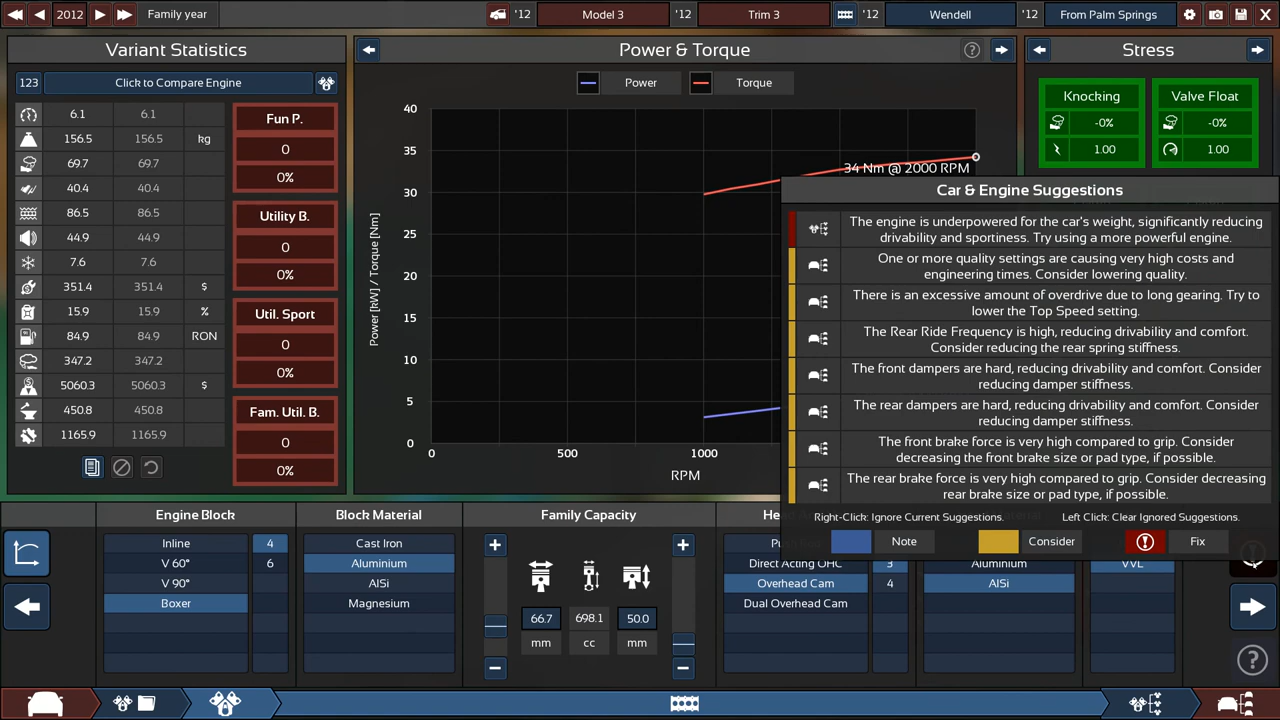 2012 Family year '12 Model 3 '12 Trim 3 '12 Wendell '12 From Palm Springs
Variant Statistics
123 Click to Compare Engine
6.1 6.1
156.5 156.5 kg
69.7 69.7
40.4 40.4
86.5 86.5
44.9 44.9
7.6 7.6
351.4 351.4 $
15.9 15.9 %
84.9 84.9 RON
347.2 347.2
5060.3 5060.3 $
450.8 450.8
1165.9 1165.9
Fun P.
0
0%
Utility B.
0
0%
Util. Sport
0
0%
Fam. Util. B.
0
0%
Power & Torque
Power Torque
Power [kW] / Torque [Nm]
40
35
30
25
20
15
10
5
0
0 500 1000
RPM
34 Nm @ 2000 RPM
Stress
Knocking
-0%
1.00
Valve Float
-0%
1.00
Car & Engine Suggestions
The engine is underpowered for the car's weight, significantly reducing
drivability and sportiness. Try using a more powerful engine.
One or more quality settings are causing very high costs and
engineering times. Consider lowering quality.
There is an excessive amount of overdrive due to long gearing. Try to
lower the Top Speed setting.
The Rear Ride Frequency is high, reducing drivability and comfort.
Consider reducing the rear spring stiffness.
The front dampers are hard, reducing drivability and comfort. Consider
reducing damper stiffness.
The rear dampers are hard, reducing drivability and comfort. Consider
reducing damper stiffness.
The front brake force is very high compared to grip. Consider
decreasing the front brake size or pad type, if possible.
The rear brake force is very high compared to grip. Consider decreasing
rear brake size or pad type, if possible.
Right-Click: Ignore Current Suggestions. Left Click: Clear Ignored Suggestions.
Note Consider Fix
Engine Block
Inline 4
V 60° 6
V 90°
Boxer
Block Material
Cast Iron
Aluminium
AlSi
Magnesium
Family Capacity
66.7 698.1 50.0
mm cc mm
Direct Acting OHC 3
Overhead Cam 4
Dual Overhead Cam
Aluminium
AlSi
VVL